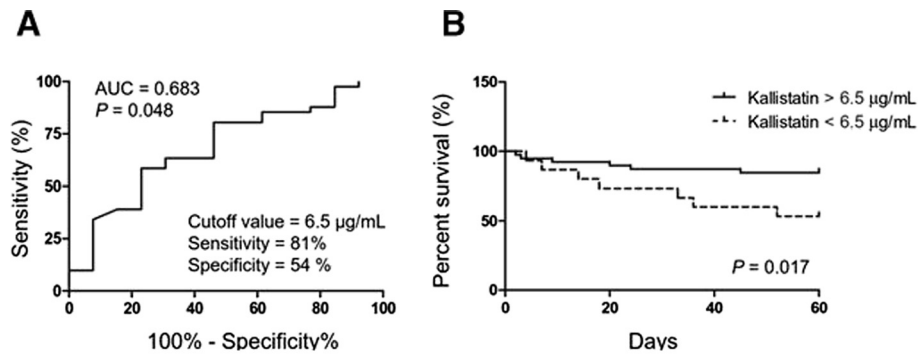 A
Sensitivity (%)
100
75
50
25
0
AUC = 0.683
P = 0.048
Cutoff value = 6.5 µg/mL
Sensitivity = 81%
Specificity = 54 %
0 20 40 60 80 100
100% - Specificity%
B
Percent survival (%)
150
100
50
0
Kallistatin > 6.5 µg/mL
Kallistatin < 6.5 µg/mL
P = 0.017
0 20 40 60
Days